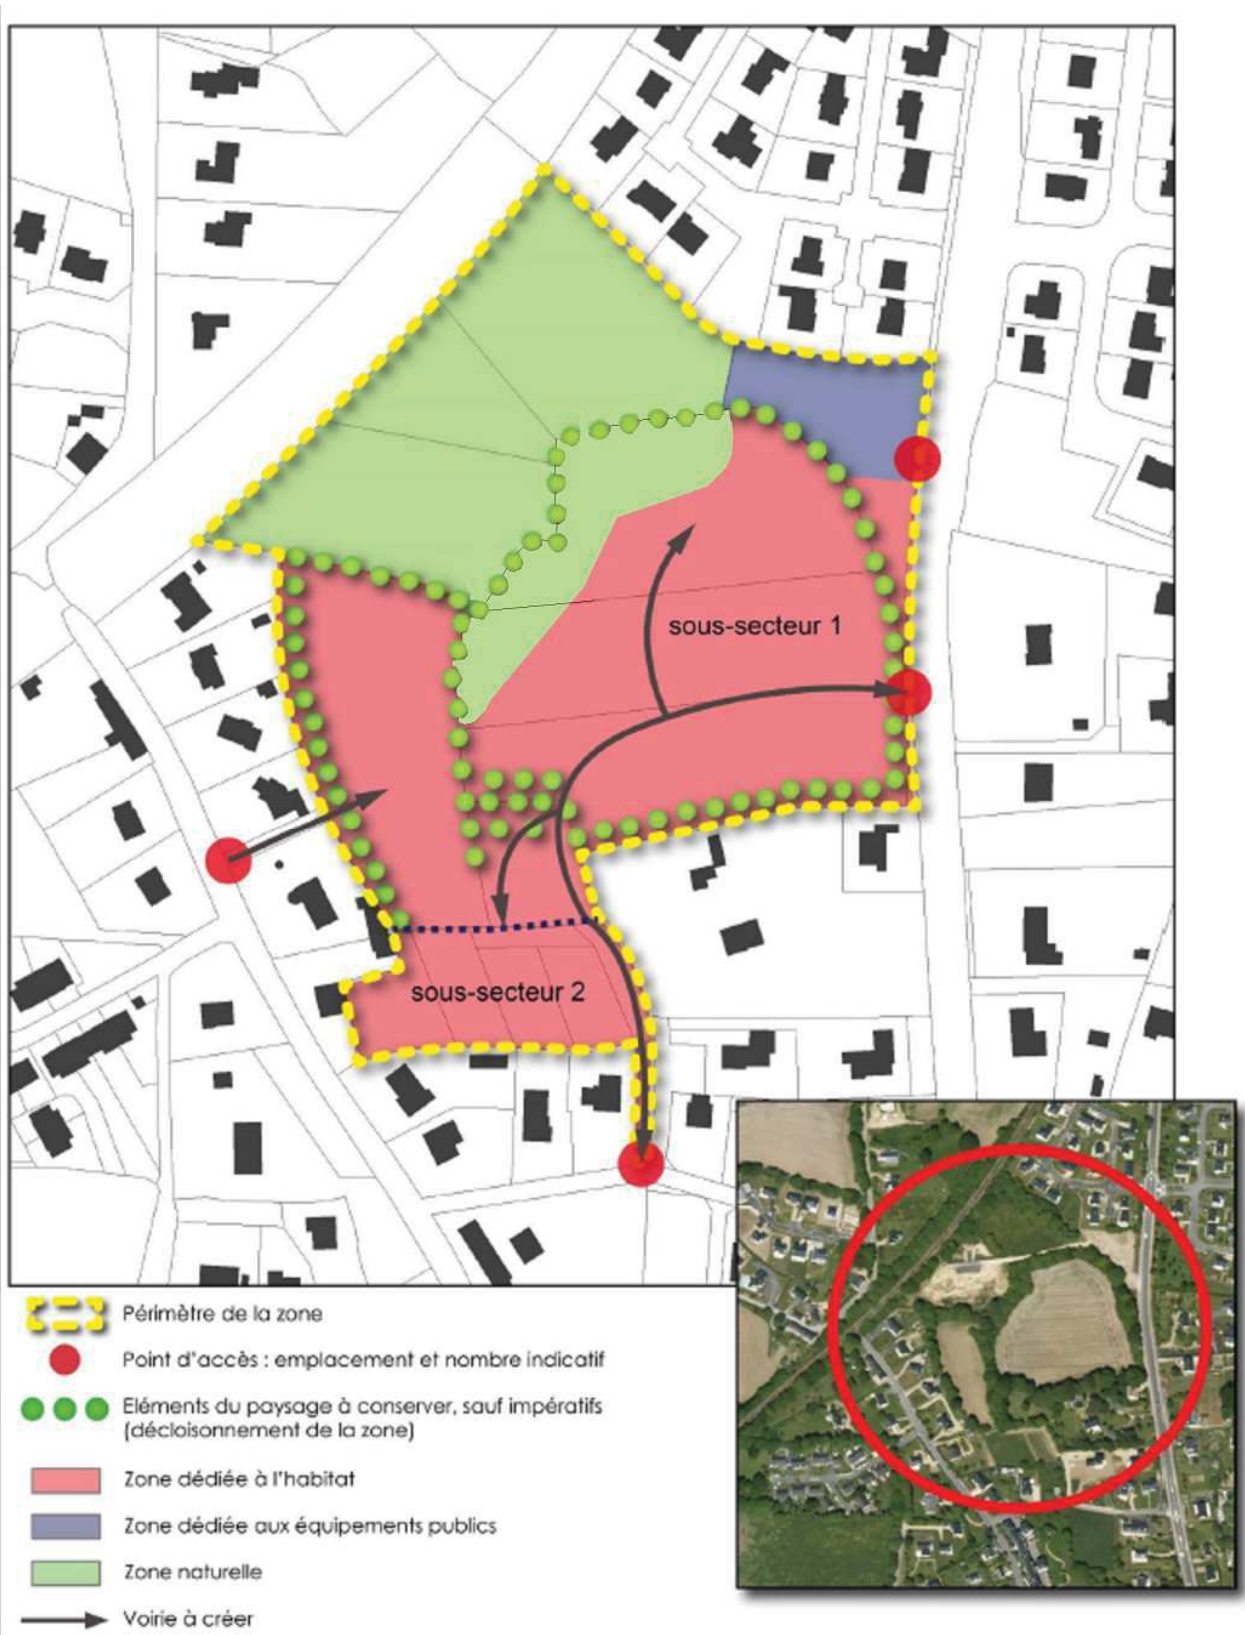 sous-secteur 1
sous-secteur 2
Périmètre de la zone
Point d'accès : emplacement et nombre indicatif
Eléments du paysage à conserver, sauf impératifs
(décloisonnement de la zone)
Zone dédiée à l'habitat
Zone dédiée aux équipements publics
Zone naturelle
Voirie à créer